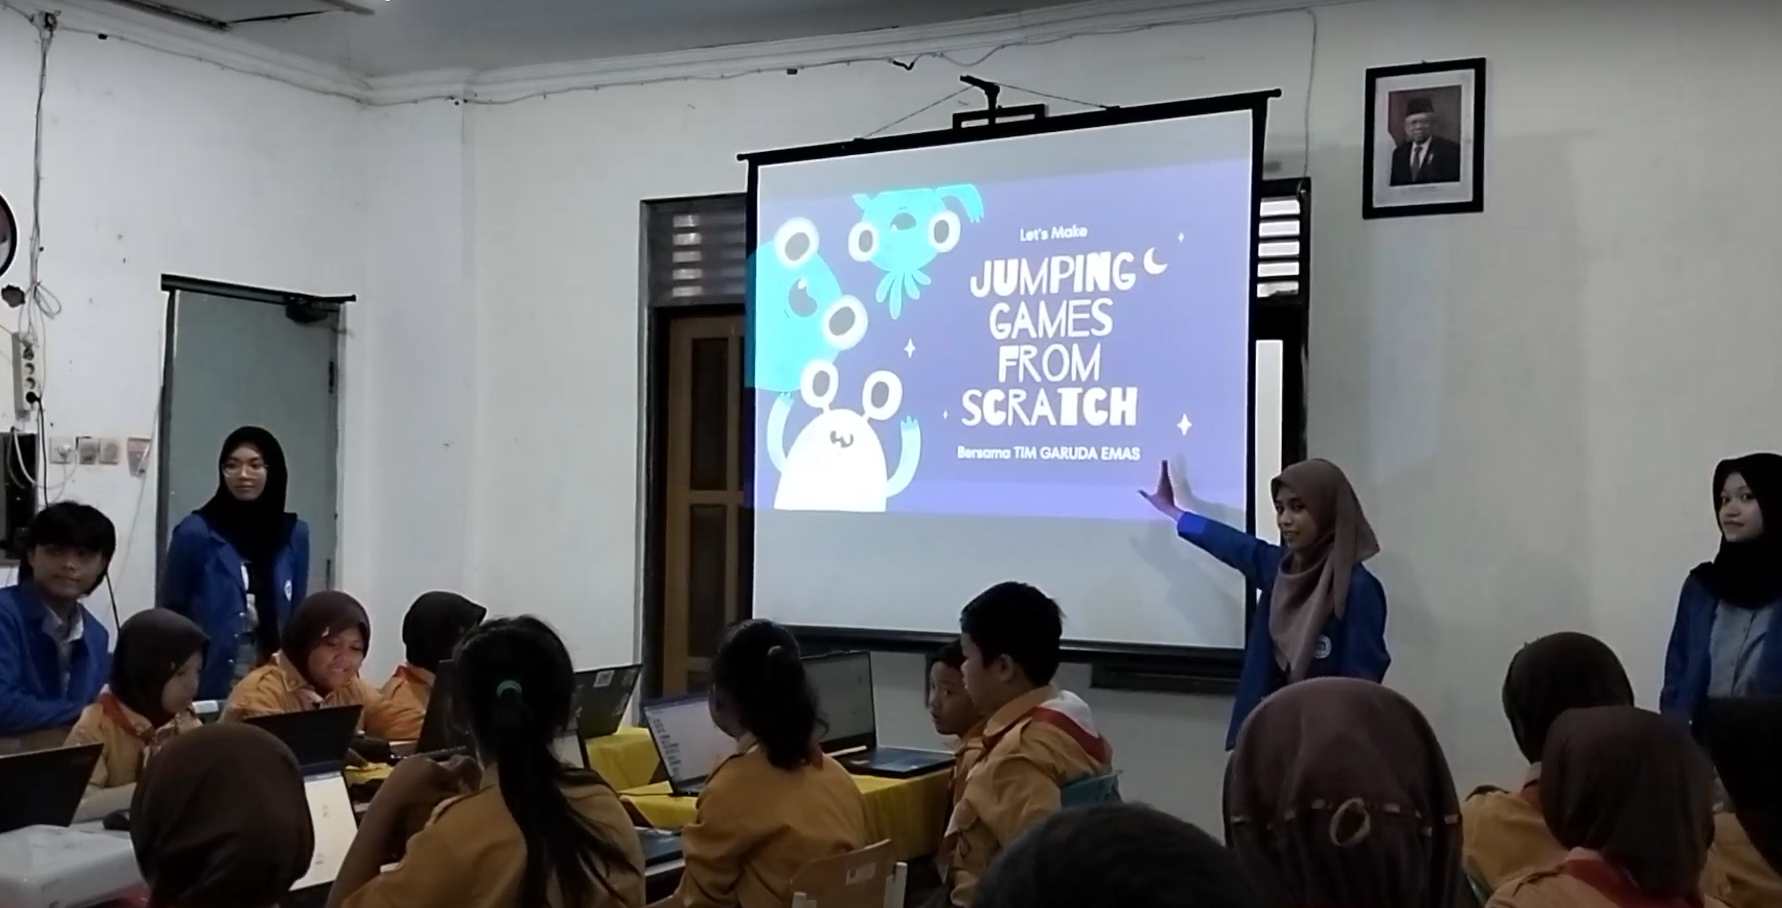 Let's Make
JUMPING
GAMES
FROM
SCRATCH
Bersama TIM GARUDA EMAS